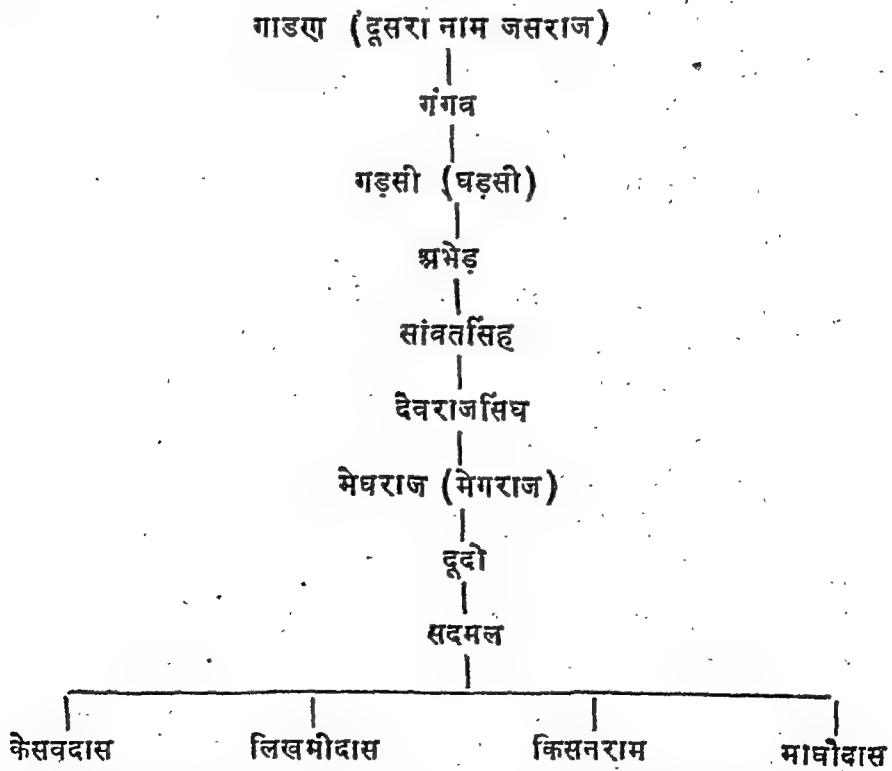 गाडण (दूसरा नाम जसराज)
गंगव
गड़सी (घड़सी)
अभेड़
सांवतसिंह
देवराजसिंघ
मेघराज (मेगराज)
दूदो
सदमल
केसवदास लिखमीदास किसनराम माघोदास